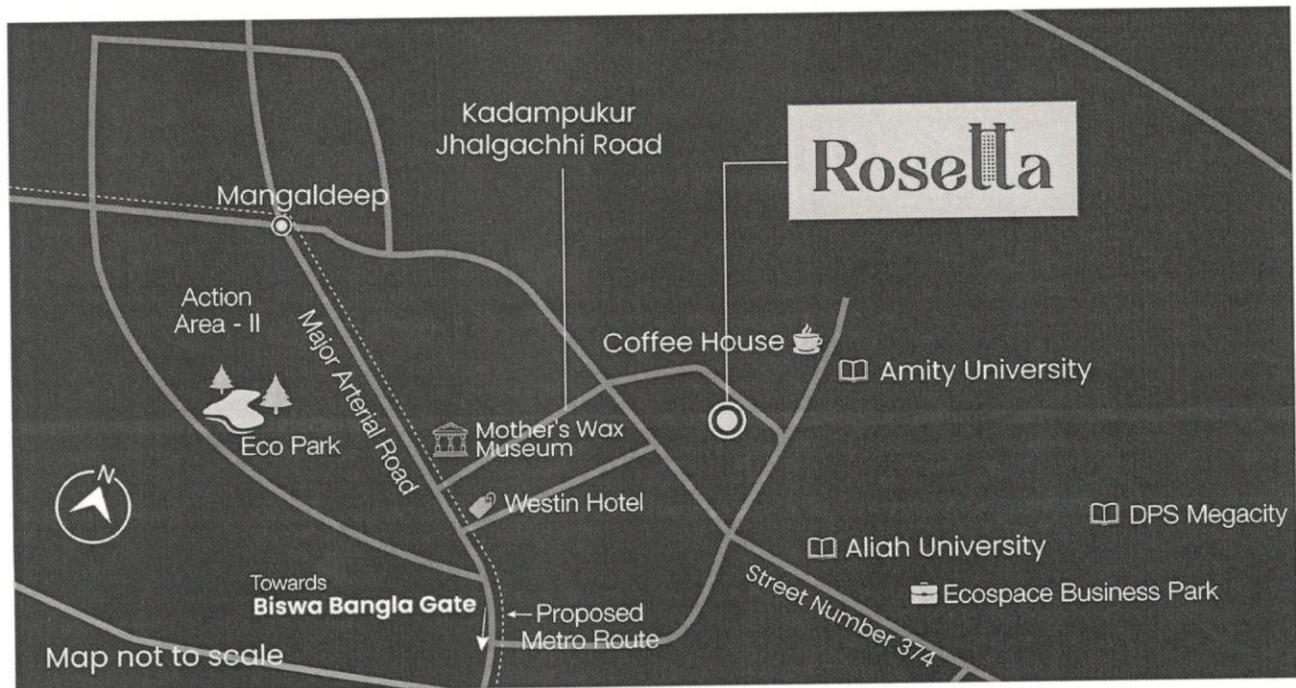 Kadampukur
Jhalgachhi Road
Rosetta
Mangaldeep
Action
Area - II
Major Arterial Road
Coffee House
Amity University
Eco Park
Mother's Wax
Museum
N
Westin Hotel
DPS Megacity
Aliah University
Ecospace Business Park
Towards
Biswa Bangla Gate
Proposed
Metro Route
Street Number 374
Map not to scale